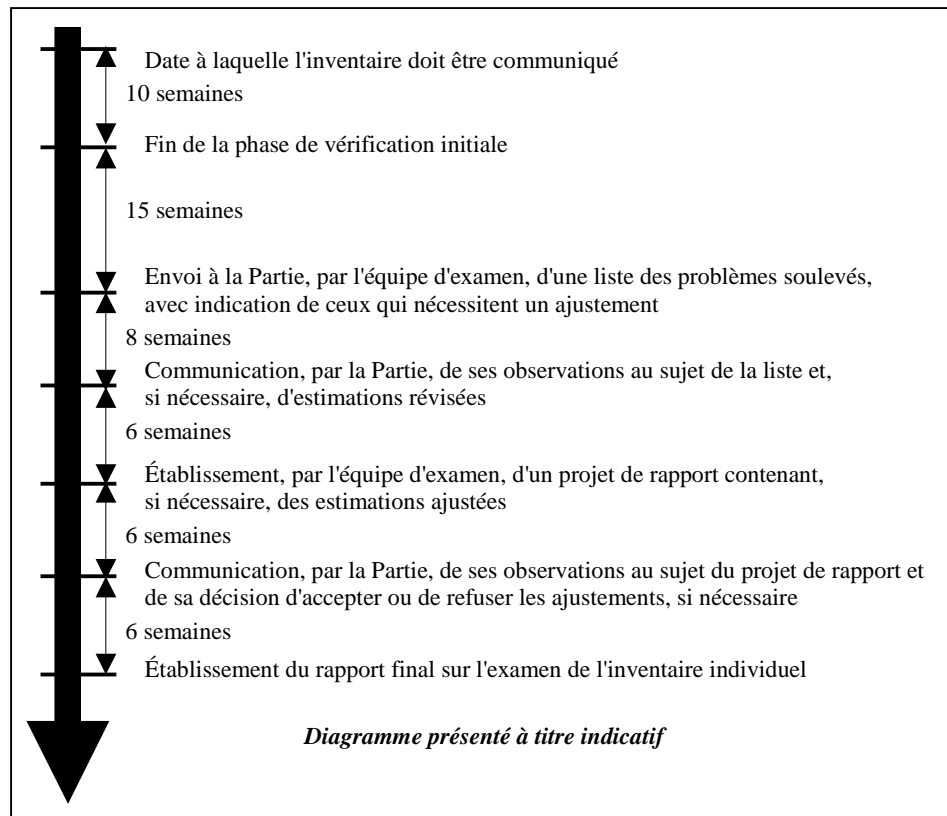 Date à laquelle l'inventaire doit être communiqué
10 semaines
Fin de la phase de vérification initiale
15 semaines
Envoi à la Partie, par l'équipe d'examen, d'une liste des problèmes soulevés,
avec indication de ceux qui nécessitent un ajustement
8 semaines
Communication, par la Partie, de ses observations au sujet de la liste et,
si nécessaire, d'estimations révisées
6 semaines
Établissement, par l'équipe d'examen, d'un projet de rapport contenant,
si nécessaire, des estimations ajustées
6 semaines
Communication, par la Partie, de ses observations au sujet du projet de rapport et
de sa décision d'accepter ou de refuser les ajustements, si nécessaire
6 semaines
Établissement du rapport final sur l'examen de l'inventaire individuel
Diagramme présenté à titre indicatif